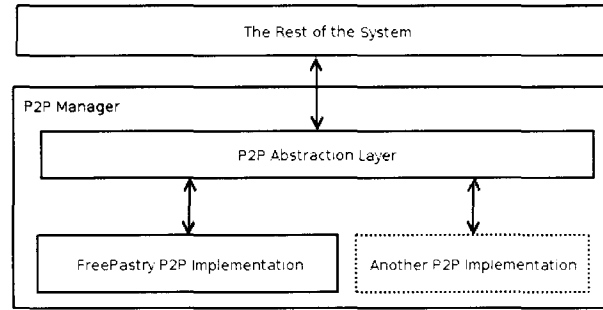 The Rest of the System
P2P Manager
P2P Abstraction Layer
FreePastry P2P Implementation
Another P2P Implementation